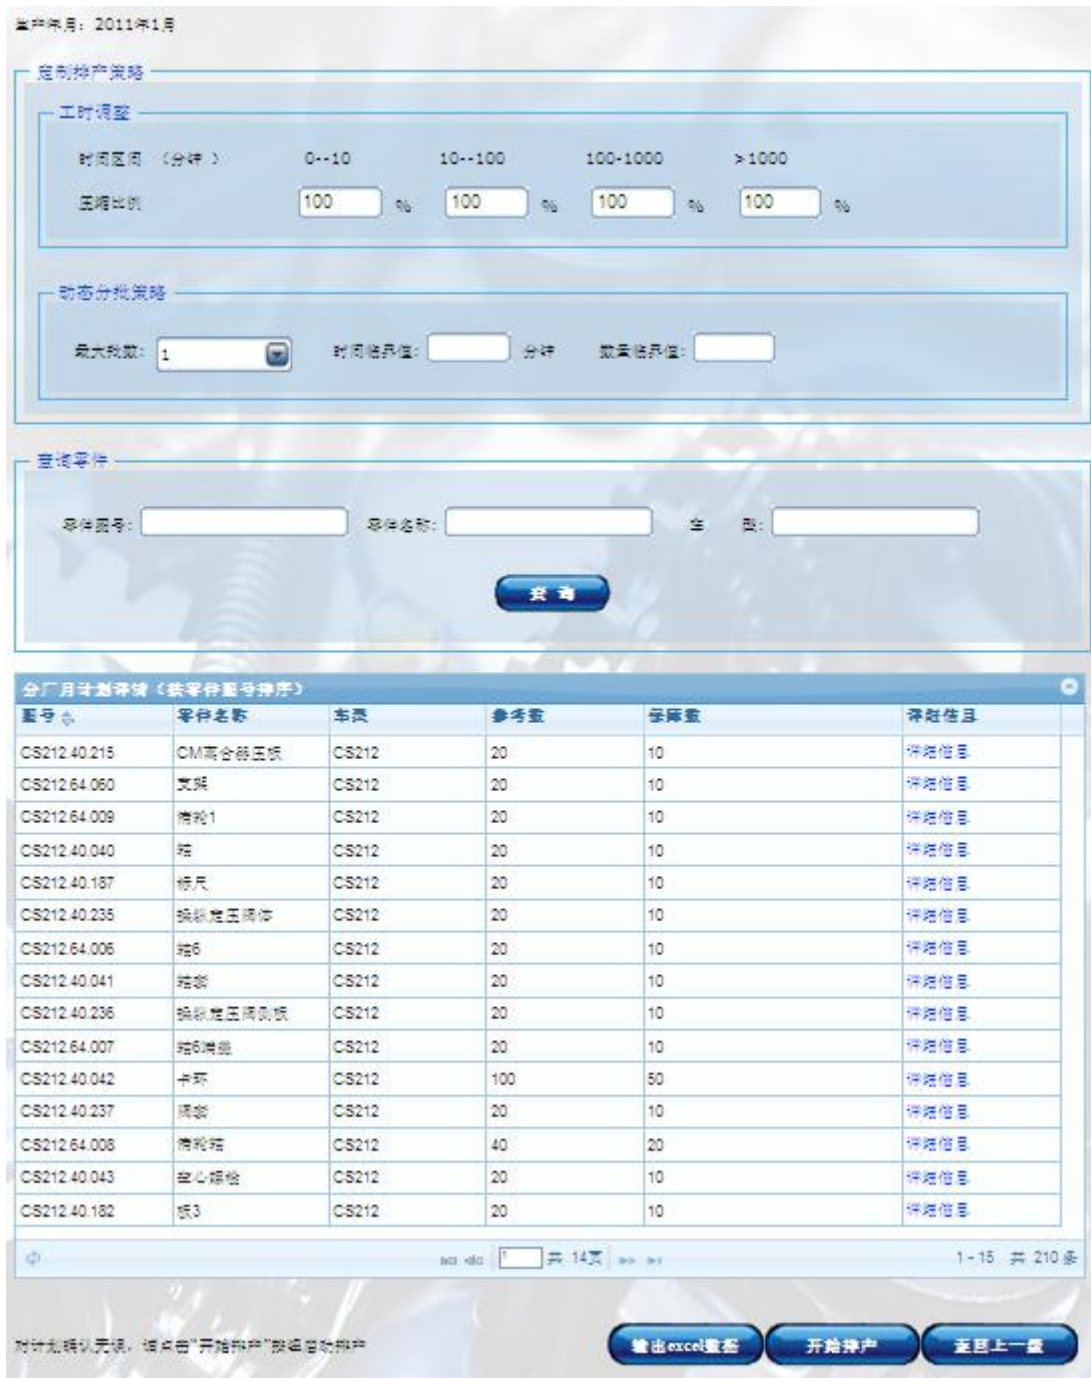 生产年月：2011年1月
定制排产策略
工时调整
时间区间 （分钟 ） 0--10 10--100 100-1000 >1000
压缩比例 100 % 100 % 100 % 100 %
动态分批策略
最大批数: 1 时间临界值: 分钟 数量临界值:
查询零件
零件图号: 零件名称: 车 型:
查 询
分厂月计划详情（按零件图号排序）
图号 零件名称 车类 参考数 保障数 详细信息
CS212.40.215 CM离合器压板 CS212 20 10 详细信息
CS212.64.060 支架 CS212 20 10 详细信息
CS212.64.009 惰轮1 CS212 20 10 详细信息
CS212.40.040 轴 CS212 20 10 详细信息
CS212.40.187 标尺 CS212 20 10 详细信息
CS212.40.235 操纵定压阀体 CS212 20 10 详细信息
CS212.64.006 轴6 CS212 20 10 详细信息
CS212.40.041 轴套 CS212 20 10 详细信息
CS212.40.236 操纵定压阀侧板 CS212 20 10 详细信息
CS212.64.007 轴6端盖 CS212 20 10 详细信息
CS212.40.042 卡环 CS212 100 50 详细信息
CS212.40.237 阀套 CS212 20 10 详细信息
CS212.64.008 惰轮轴 CS212 40 20 详细信息
CS212.40.043 空心螺栓 CS212 20 10 详细信息
CS212.40.182 板3 CS212 20 10 详细信息
1 共 14页 1 - 15 共 210 条
对计划确认无误，请点击"开始排产"按钮启动排产
输出excel数据 开始排产 返回上一级